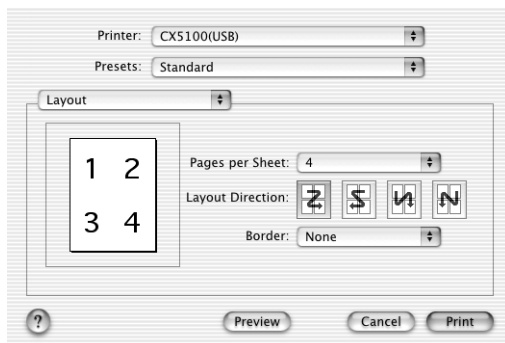 Printer: CX5100(USB)
Presets: Standard
Layout
1 2
3 4
Pages per Sheet: 4
Layout Direction:
Border: None
? Preview Cancel Print